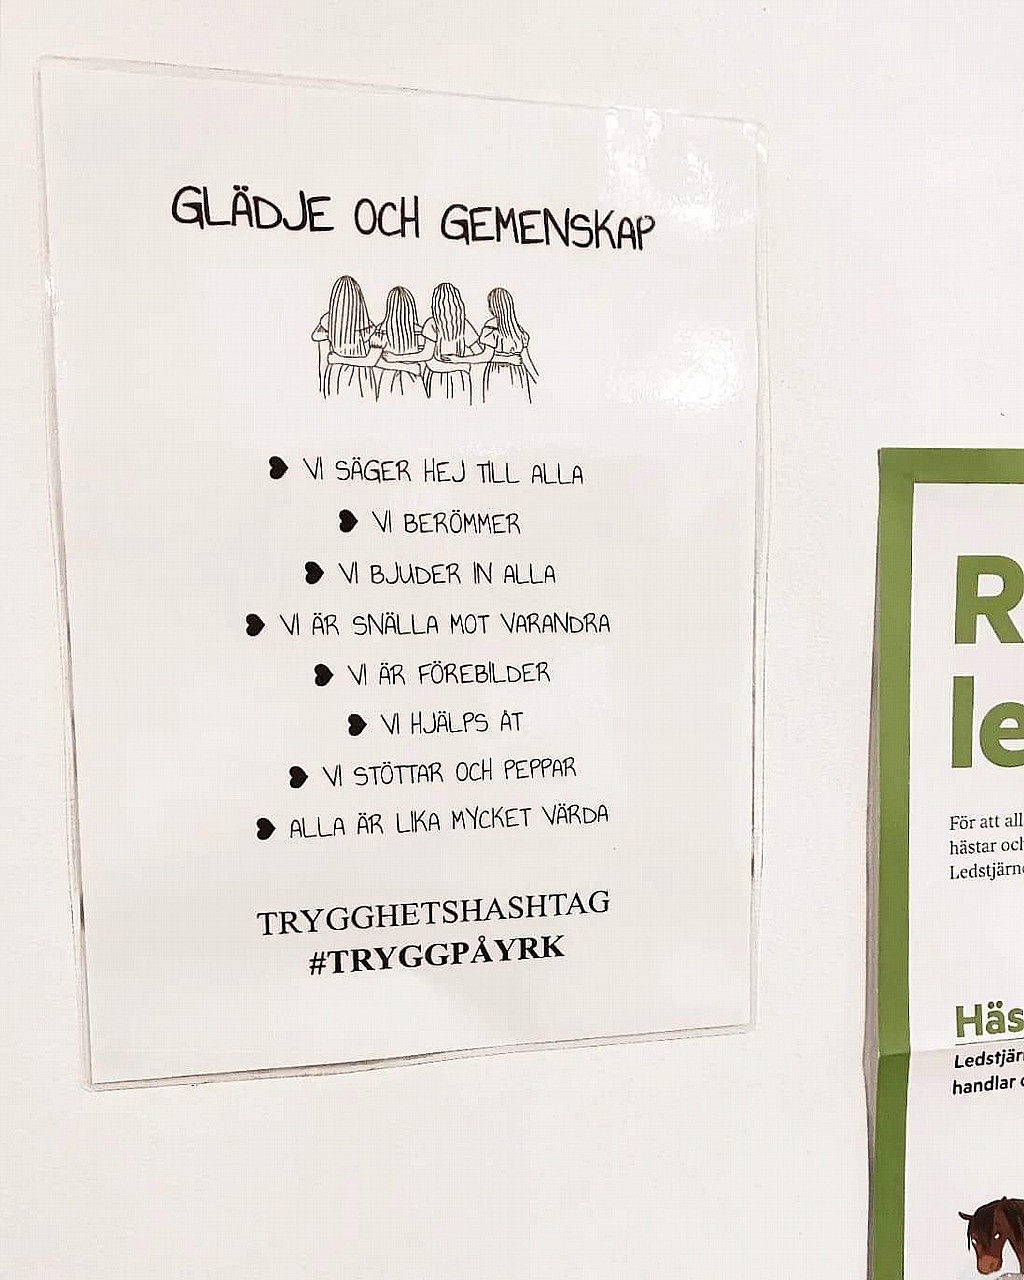 GLÄDJE OCH GEMENSKAP
VI SÄGER HEJ TILL ALLA
VI BERÖMMER
VI BJUDER IN ALLA
VI ÄR SNÄLLA MOT VARANDRA
VI ÄR FÖREBILDER
VI HJÄLPS ÅT
VI STÖTTAR OCH PEPPAR
ALLA ÄR LIKA MYCKET VÄRDA
TRYGGHETSHASHTAG
#TRYGGPÅYRK
R
le
För att all
hästar och
Ledstjärn
Häs
Ledstjär
handlar